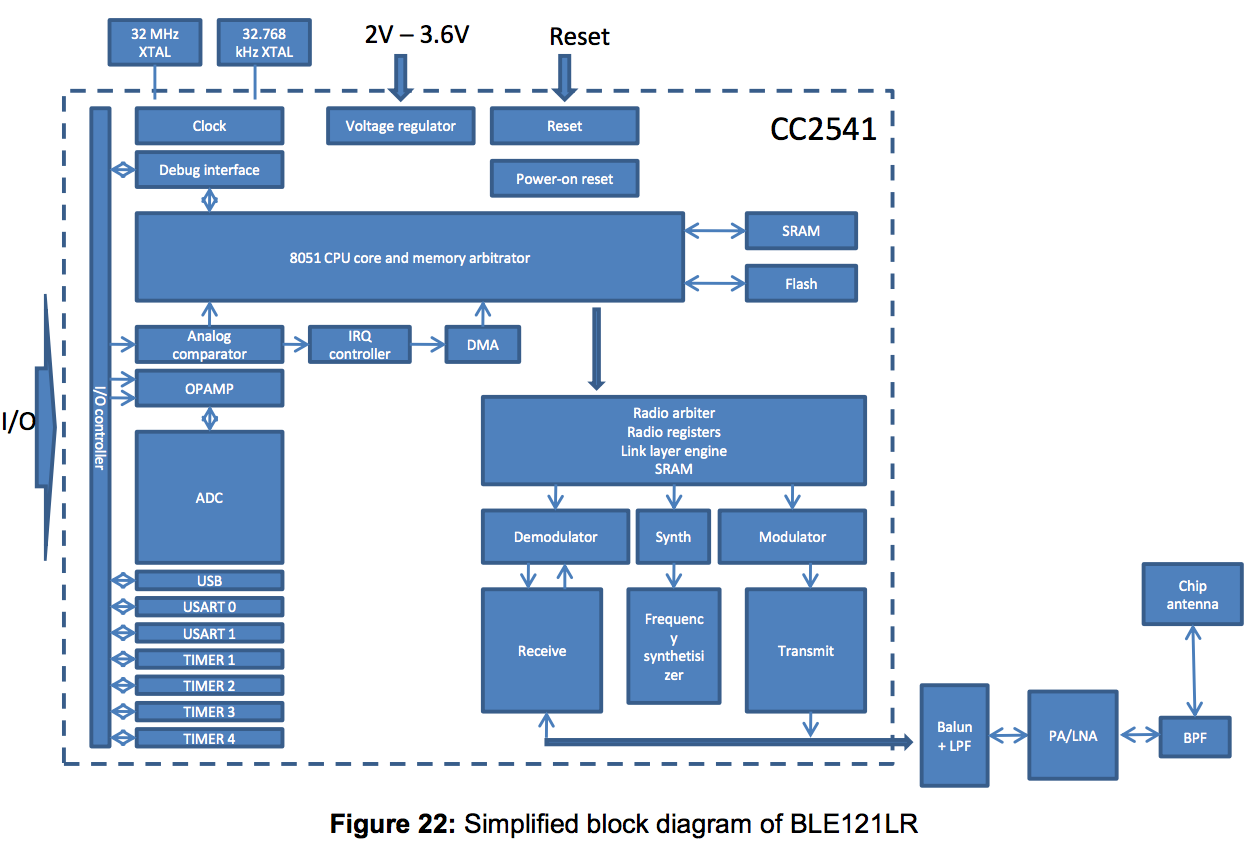 32 MHz
XTAL
32.768
kHz XTAL
2V – 3.6V
Reset
Clock
Voltage regulator
Reset
CC2541
Debug interface
Power-on reset
8051 CPU core and memory arbitrator
SRAM
Flash
Analog
comparator
IRQ
controller
DMA
OPAMP
I/O
I/O controller
ADC
Radio arbiter
Radio registers
Link layer engine
SRAM
Demodulator
Synth
Modulator
USB
USART 0
USART 1
TIMER 1
TIMER 2
TIMER 3
TIMER 4
Receive
Frequenc
y
synthetisi
zer
Transmit
Chip
antenna
Balun
+ LPF
PA/LNA
BPF
Figure 22: Simplified block diagram of BLE121LR